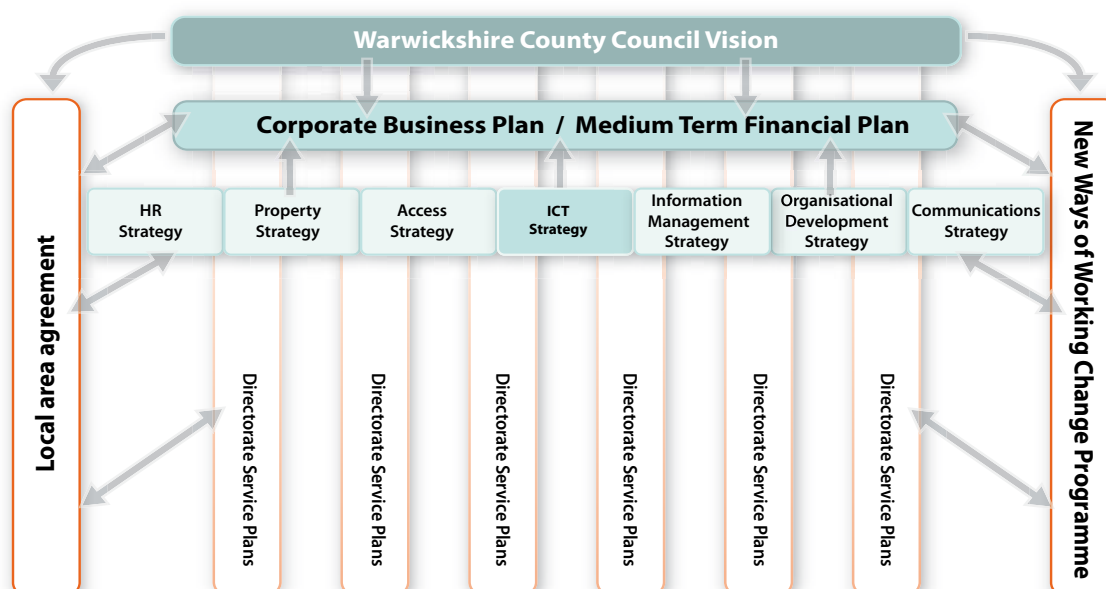 Warwickshire County Council Vision
Corporate Business Plan / Medium Term Financial Plan
HR
Strategy
Property
Strategy
Access
Strategy
ICT
Strategy
Information
Management
Strategy
Organisational
Development
Strategy
Communications
Strategy
Local area agreement
Directorate Service Plans
Directorate Service Plans
Directorate Service Plans
Directorate Service Plans
Directorate Service Plans
Directorate Service Plans
New Ways of Working Change Programme